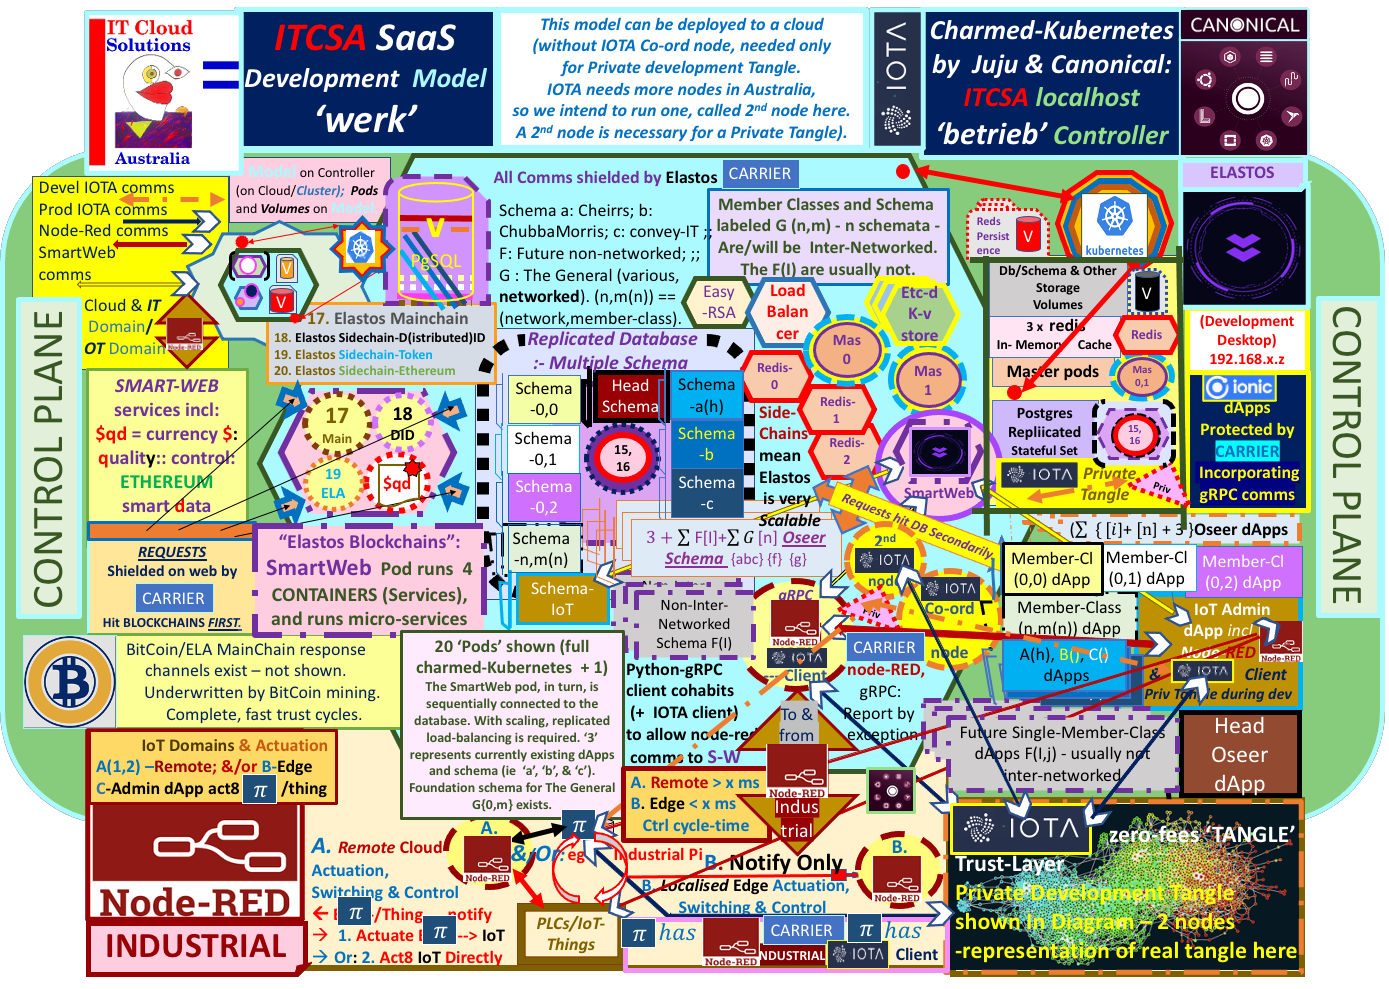 IT Cloud
Solutions
Australia
ITCSA SaaS
Development Model
‘werk’
This model can be deployed to a cloud
(without IOTA Co-ord node, needed only
for Private development Tangle.
IOTA needs more nodes in Australia,
so we intend to run one, called 2nd node here.
A 2nd node is necessary for a Private Tangle).
IOTA
Charmed-Kubernetes
by Juju & Canonical:
ITCSA localhost
‘betrieb’ Controller
CANONICAL
Devel IOTA comms
Prod IOTA comms
Node-Red comms
SmartWeb
comms
Model on Controller
(on Cloud/Cluster); Pods
and Volumes on Model
V
V
V
PgSQL
All Comms shielded by Elastos
CARRIER
Schema a: Cheirrs; b:
ChubbaMorris; c: convey-IT ;;
F: Future non-networked; ;;
G : The General (various,
networked). (n,m(n)) ==
(network,member-class).
Member Classes and Schema
labeled G (n,m) - n schemata -
Are/will be Inter-Networked.
The F(I) are usually not.
Reds
Persist
ence
V
kubernetes
ELASTOS
Cloud & IT
Domain/
OT Domain
Node-RED
17. Elastos Mainchain
18. Elastos Sidechain-D(istributed)ID
19. Elastos Sidechain-Token
20. Elastos Sidechain-Ethereum
Easy
-RSA
Load
Balan
cer
Etc-d
K-v
store
Mas
0
Mas
1
Redis-
0
Redis-
1
Redis-
2
Db/Schema & Other
Storage
Volumes
V
3 x redis
In- Memory Cache
Redis
Master pods
Mas
0,1
Postgres
Repliicated
Stateful Set
15,
16
IOTA
Private
Tangle
Priv
(Development
Desktop)
192.168.x.z
ionic
dApps
Protected by
CARRIER
Incorporating
gRPC comms
CONTROL PLANE
CONTROL PLANE
SMART-WEB
services incl:
$qd = currency $:
quality:: control:
ETHEREUM
smart data
17
Main
18
DID
19
ELA
$qd
Replicated Database
:- Multiple Schema
Schema
-0,0
Head
Schema
Schema
-a(h)
Schema
-0,1
15,
16
Schema
-b
Schema
-0,2
Schema
-c
Schema
-n,m(n)
Schema-
IoT
Side-
Chains
mean
Elastos
is very
Scalable
SmartWeb
Requests hit DB Secondarily
3 + ∑ F[I]+∑ G [n] Oseer
Schema {abc} {f} {g}
(∑ { [i]+ [n] + 3 }Oseer dApps
REQUESTS
Shielded on web by
CARRIER
Hit BLOCKCHAINS FIRST.
“Elastos Blockchains”:
SmartWeb Pod runs 4
CONTAINERS (Services),
and runs micro-services
Non-Inter-
Networked
Schema F(I)
gRPC
Node-RED
IOTA
Client
2nd
IOTA
node
Priv
IOTA
Co-ord
node
Member-Cl
(0,0) dApp
Member-Cl
(0,1) dApp
Member-Cl
(0,2) dApp
Member-Class
(n,m(n)) dApp
A(h), B(), C(:)
dApps
IoT Admin
dApp incl
Node-RED
Node-RED
& IOTA Client
Priv Tangle during dev
BitCoin/ELA MainChain response
channels exist – not shown.
Underwritten by BitCoin mining.
Complete, fast trust cycles.
20 ‘Pods’ shown (full
charmed-Kubernetes + 1)
The SmartWeb pod, in turn, is
sequentially connected to the
database. With scaling, replicated
load-balancing is required. ‘3’
represents currently existing dApps
and schema (ie ‘a’, ‘b’, & ‘c’).
Foundation schema for The General
G{0,m} exists.
Python-gRPC
client cohabits
(+ IOTA client)
to allow node-red
comms to S-W
CARRIER
node-RED,
gRPC:
Report by
exception
To &
from
Node-RED
Indus
trial
Future Single-Member-Class
dApps F(I,j) - usually not
inter-networked
Head
Oseer
dApp
IoT Domains & Actuation
A(1,2) –Remote; &/or B-Edge
C-Admin dApp act8 π /thing
Node-RED
INDUSTRIAL
A. Remote > x ms
B. Edge < x ms
Ctrl cycle-time
A. Remote Cloud
Actuation,
Switching & Control
π
notify
1. Actuate π --> IoT
Or: 2. Act8 IoT Directly
A.
Node-RED
&/Or: eg
π
Industrial Pi
PLCs/IoT-
Things
B. Notify Only
B. Localised Edge Actuation,
Switching & Control
B.
Node-RED
π has
Node-RED
INDUSTRIAL
CARRIER
π has
IOTA
Client
IOTA
zero-fees ‘TANGLE’
Trust-Layer
Private Development Tangle
shown In Diagram – 2 nodes
-representation of real tangle here